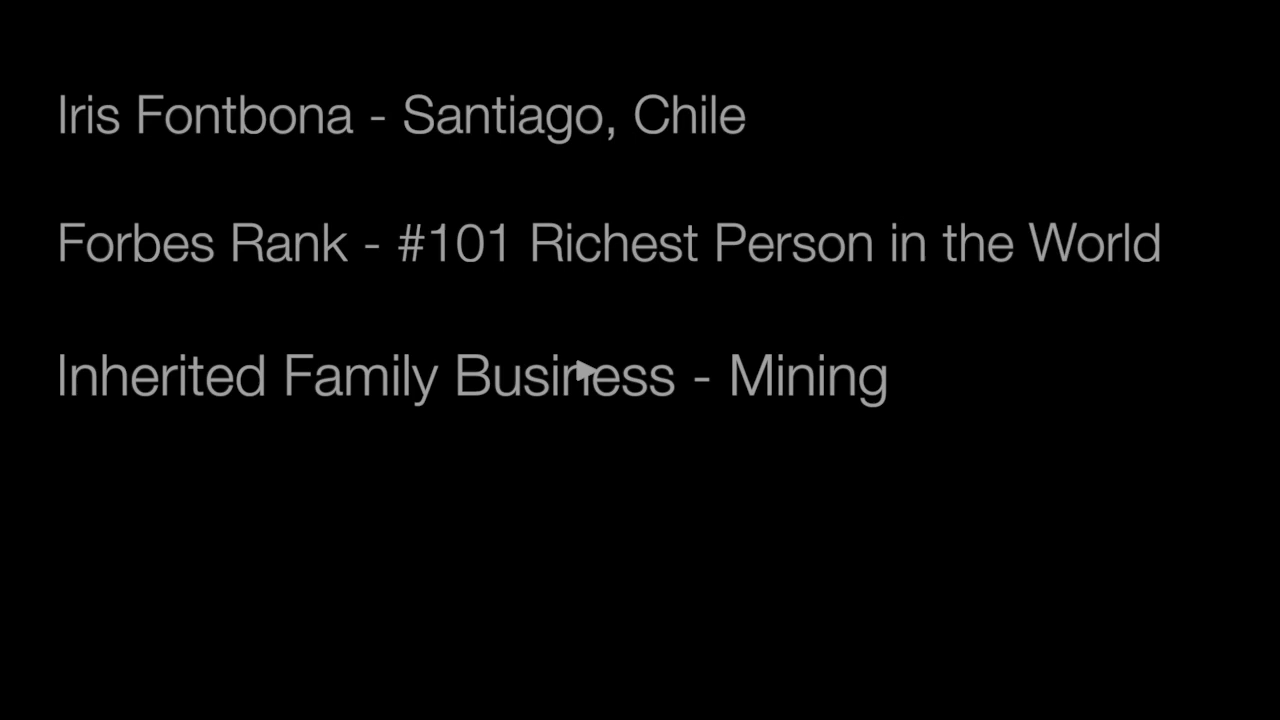 Iris Fontbona - Santiago, Chile
Forbes Rank - #101 Richest Person in the World
Inherited Family Business - Mining